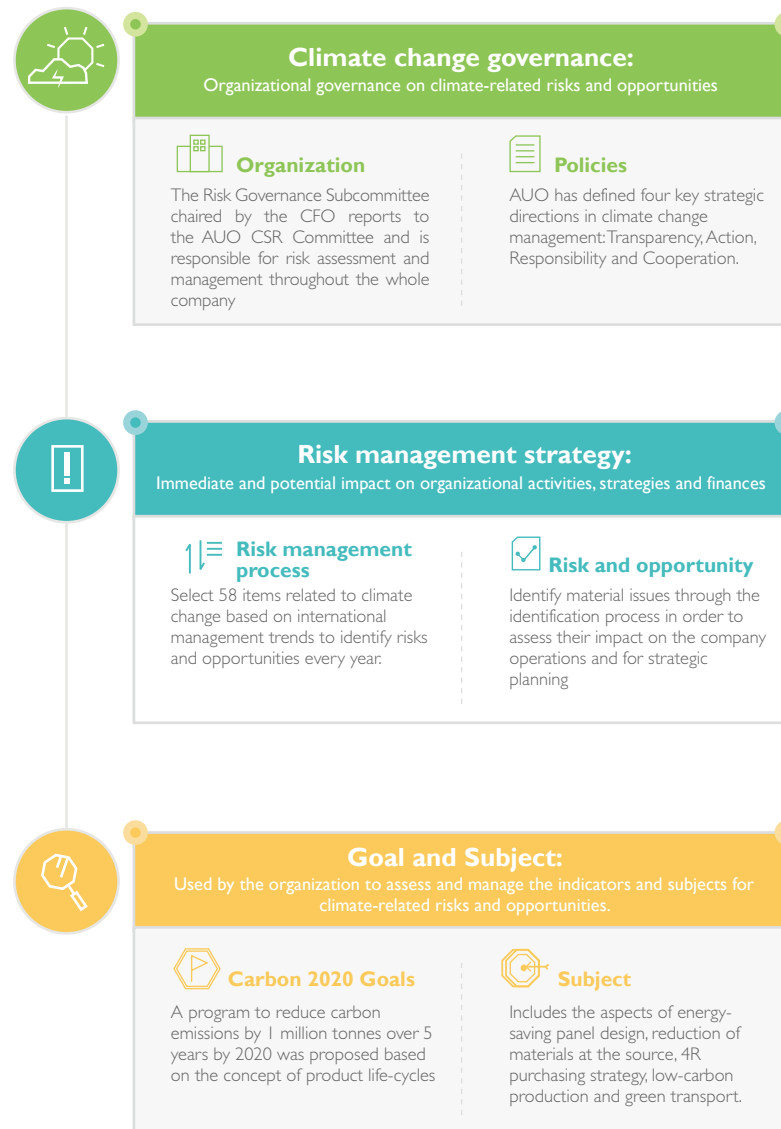 Climate change governance:
Organizational governance on climate-related risks and opportunities
Organization
The Risk Governance Subcommittee
chaired by the CFO reports to
the AUO CSR Committee and is
responsible for risk assessment and
management throughout the whole
company
Policies
AUO has defined four key strategic
directions in climate change
management: Transparency, Action,
Responsibility and Cooperation.
Risk management strategy:
Immediate and potential impact on organizational activities, strategies and finances
Risk management
process
Select 58 items related to climate
change based on international
management trends to identify risks
and opportunities every year.
Risk and opportunity
Identify material issues through the
identification process in order to
assess their impact on the company
operations and for strategic
planning
Goal and Subject:
Used by the organization to assess and manage the indicators and subjects for
climate-related risks and opportunities.
Carbon 2020 Goals
A program to reduce carbon
emissions by 1 million tonnes over 5
years by 2020 was proposed based
on the concept of product life-cycles
Subject
Includes the aspects of energy-
saving panel design, reduction of
materials at the source, 4R
purchasing strategy, low-carbon
production and green transport.